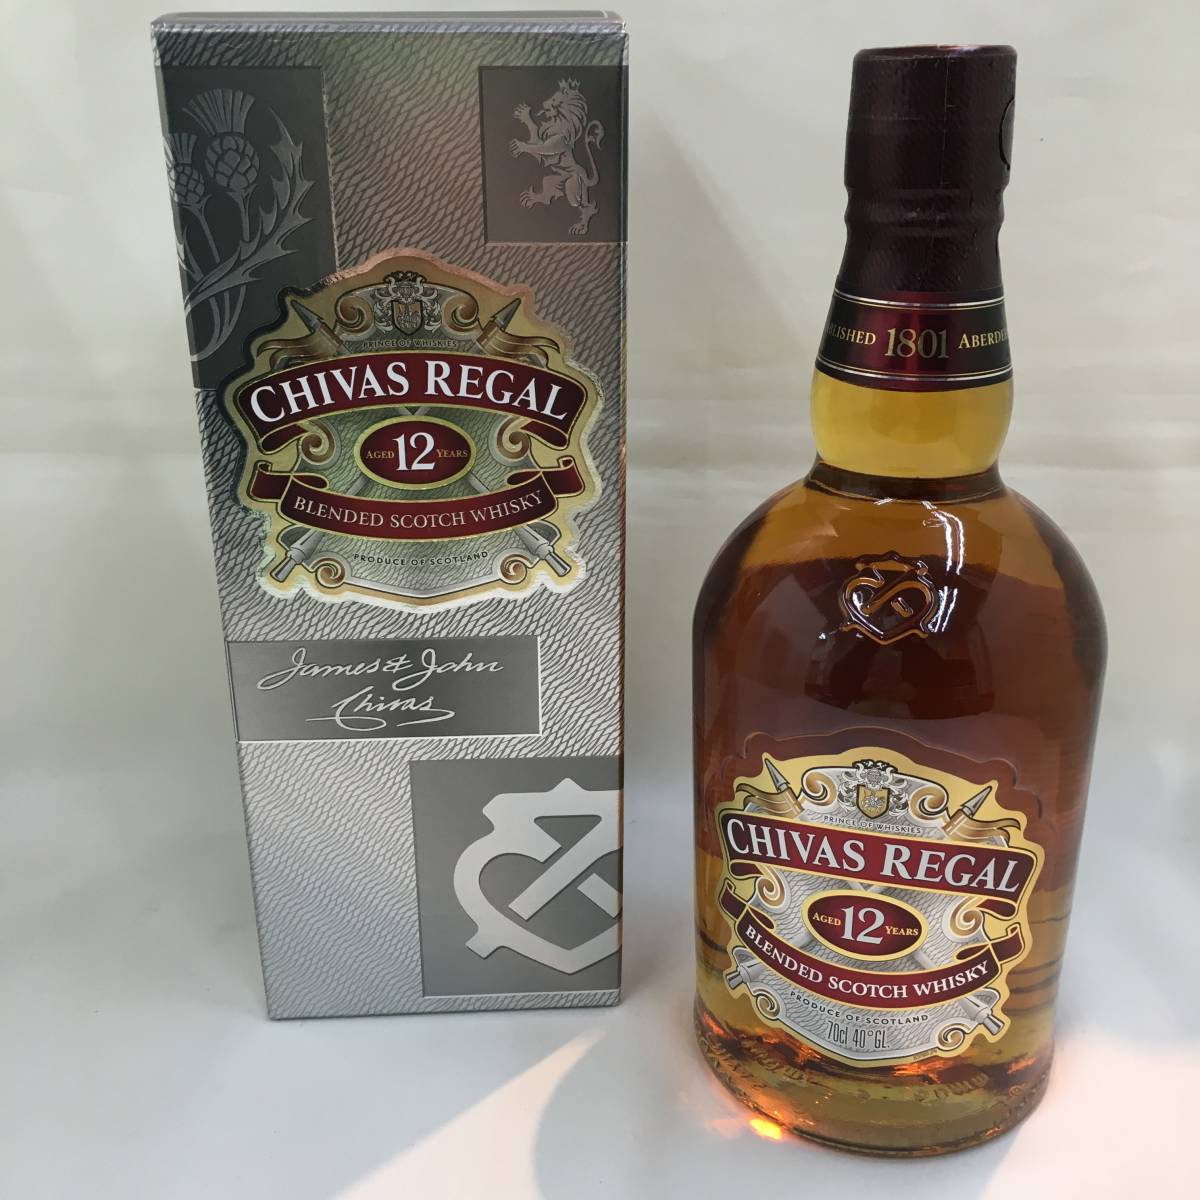 PRINCE OF WHISKIES
CHIVAS REGAL
AGED 12 YEARS
BLENDED SCOTCH WHISKY
PRODUCE OF SCOTLAND
James & John
Chivas
1801
PRINCE OF WHISKIES
CHIVAS REGAL
AGED 12 YEARS
BLENDED SCOTCH WHISKY
PRODUCE OF SCOTLAND
70cl 40°GL.